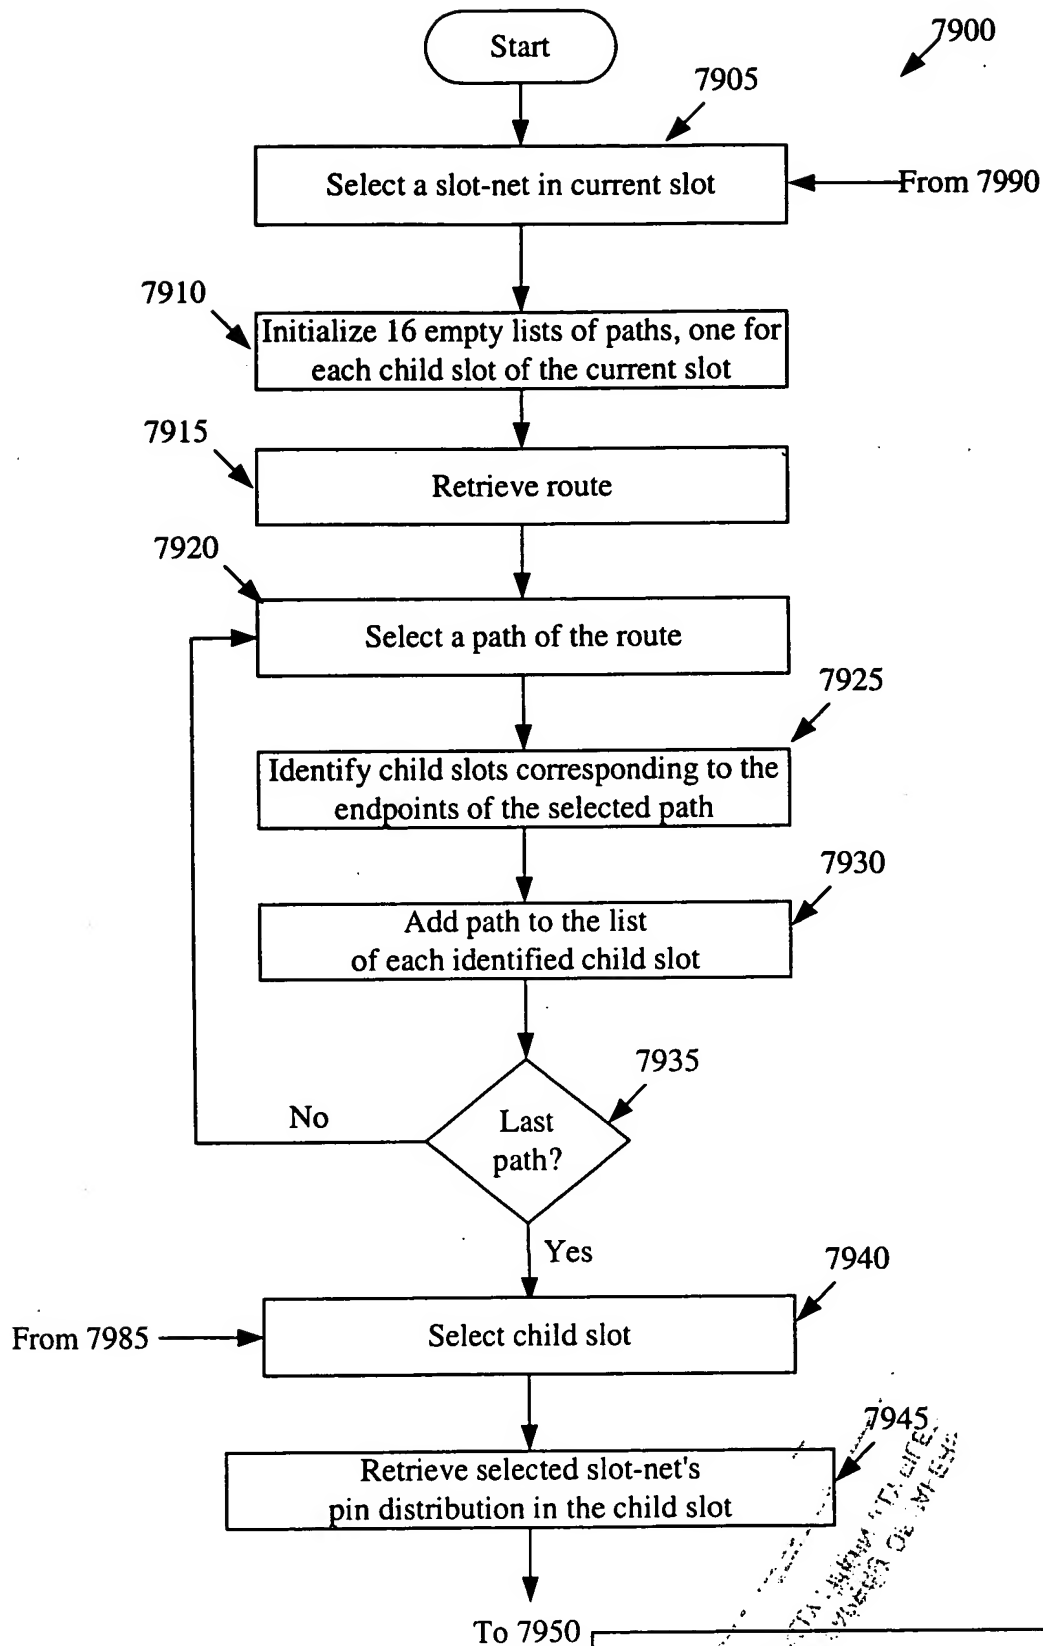 Start
7900
7905
Select a slot-net in current slot
From 7990
7910
Initialize 16 empty lists of paths, one for
each child slot of the current slot
7915
Retrieve route
7920
Select a path of the route
7925
Identify child slots corresponding to the
endpoints of the selected path
7930
Add path to the list
of each identified child slot
7935
Last
path?
No
Yes
7940
From 7985
Select child slot
7945
Retrieve selected slot-net's
pin distribution in the child slot
To 7950